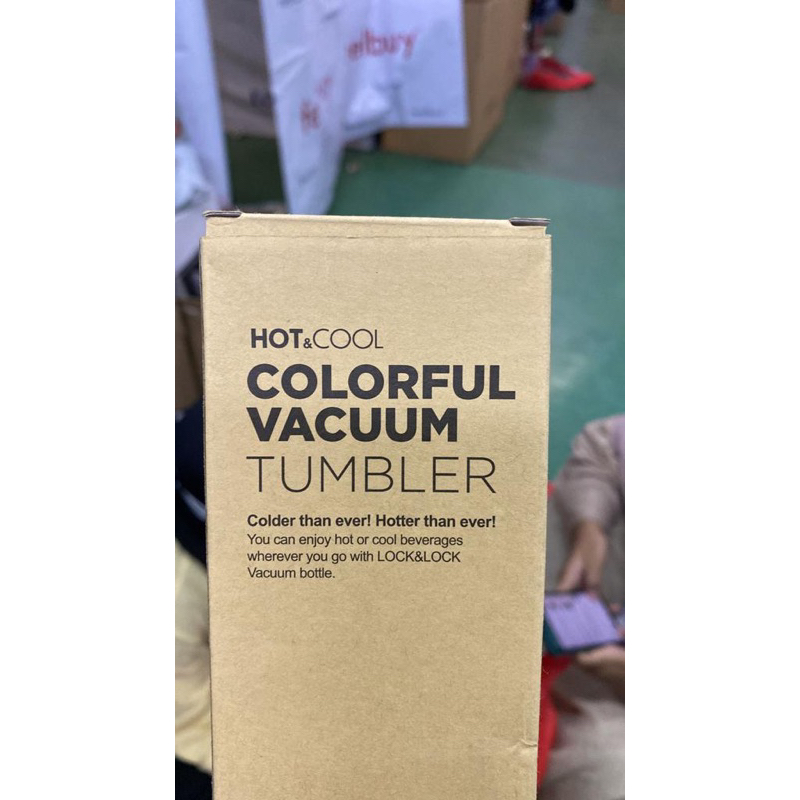 HOT&COOL
COLORFUL
VACUUM
TUMBLER
Colder than ever! Hotter than ever!
You can enjoy hot or cool beverages
wherever you go with LOCK&LOCK
Vacuum bottle.